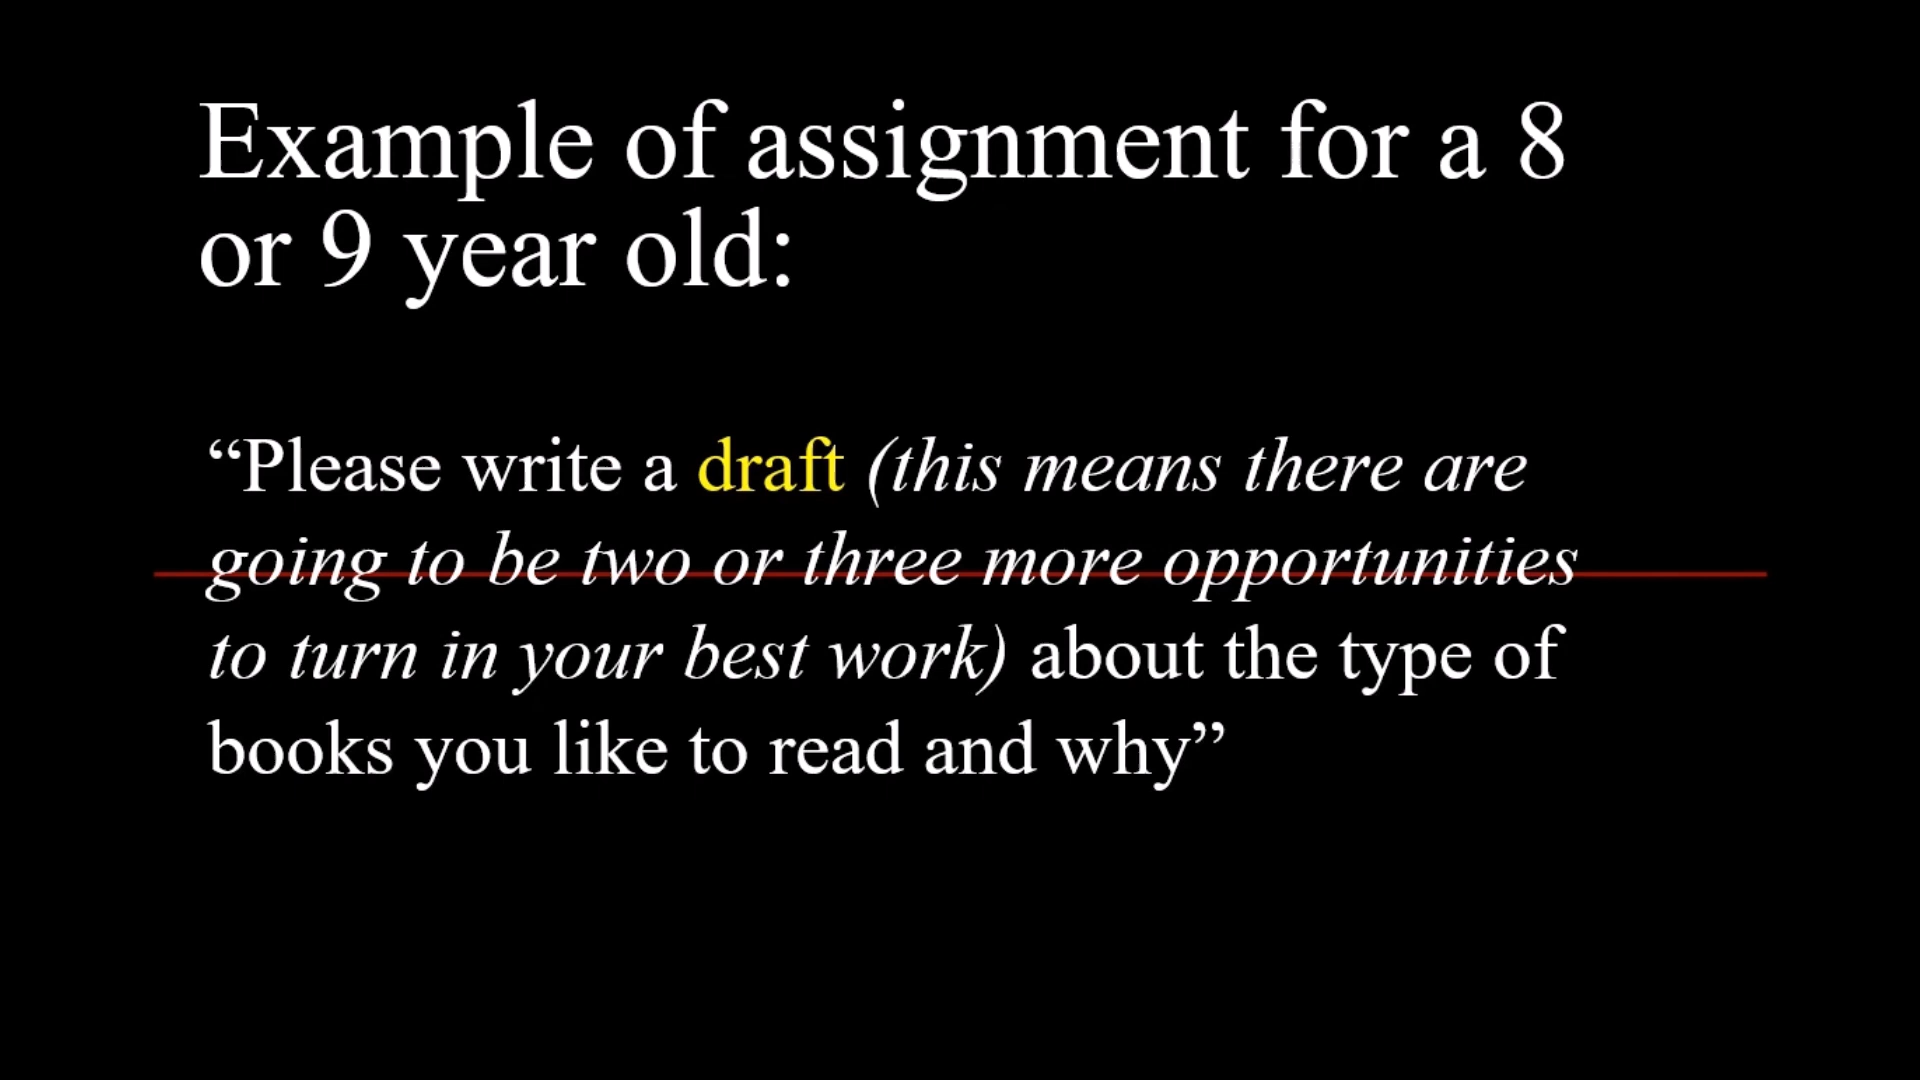 Example of assignment for a 8
or 9 year old:
“Please write a draft (this means there are
going to be two or three more opportunities
to turn in your best work) about the type of
books you like to read and why”